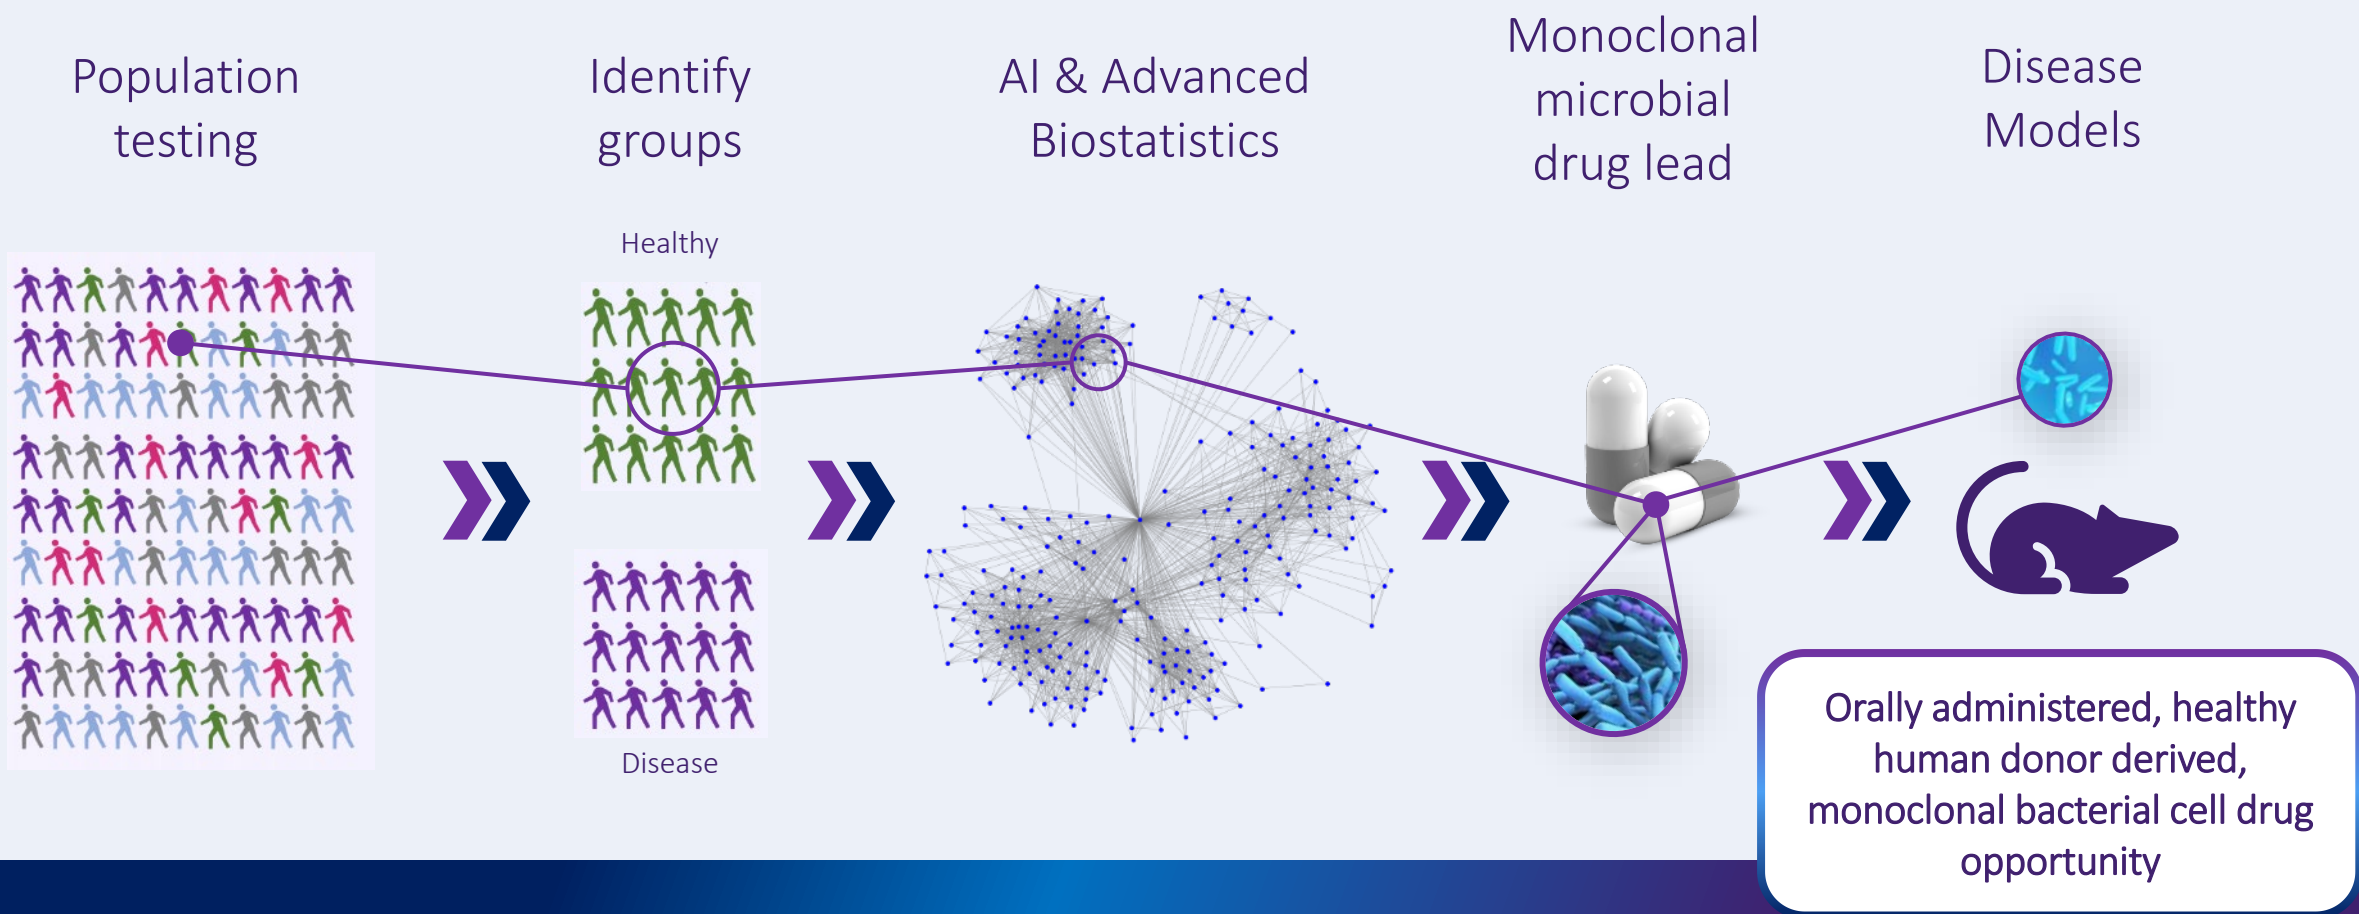 Population
testing
Identify
groups
AI & Advanced
Biostatistics
Monoclonal
microbial
drug lead
Disease
Models
Healthy
Disease
Orally administered, healthy
human donor derived,
monoclonal bacterial cell drug
opportunity